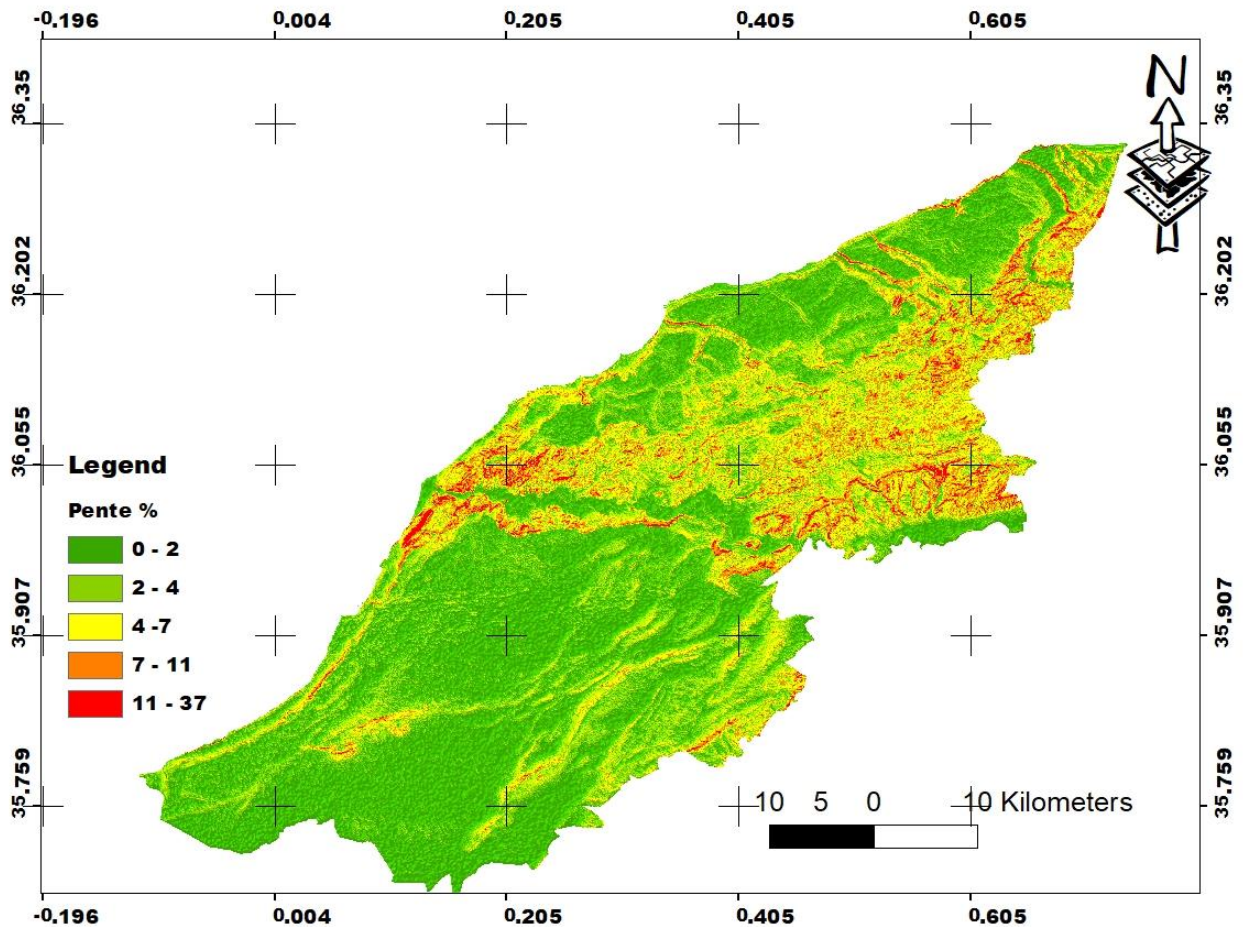 -0.196 0.004 0.205 0.405 0.605
N
36.35 36.35
36.202 36.202
36.055 36.055
Legend
Pente %
0 - 2
2 - 4
4 -7
7 - 11
11 - 37
35.907 35.907
35.759 35.759
10 5 0 10 Kilometers
-0.196 0.004 0.205 0.405 0.605